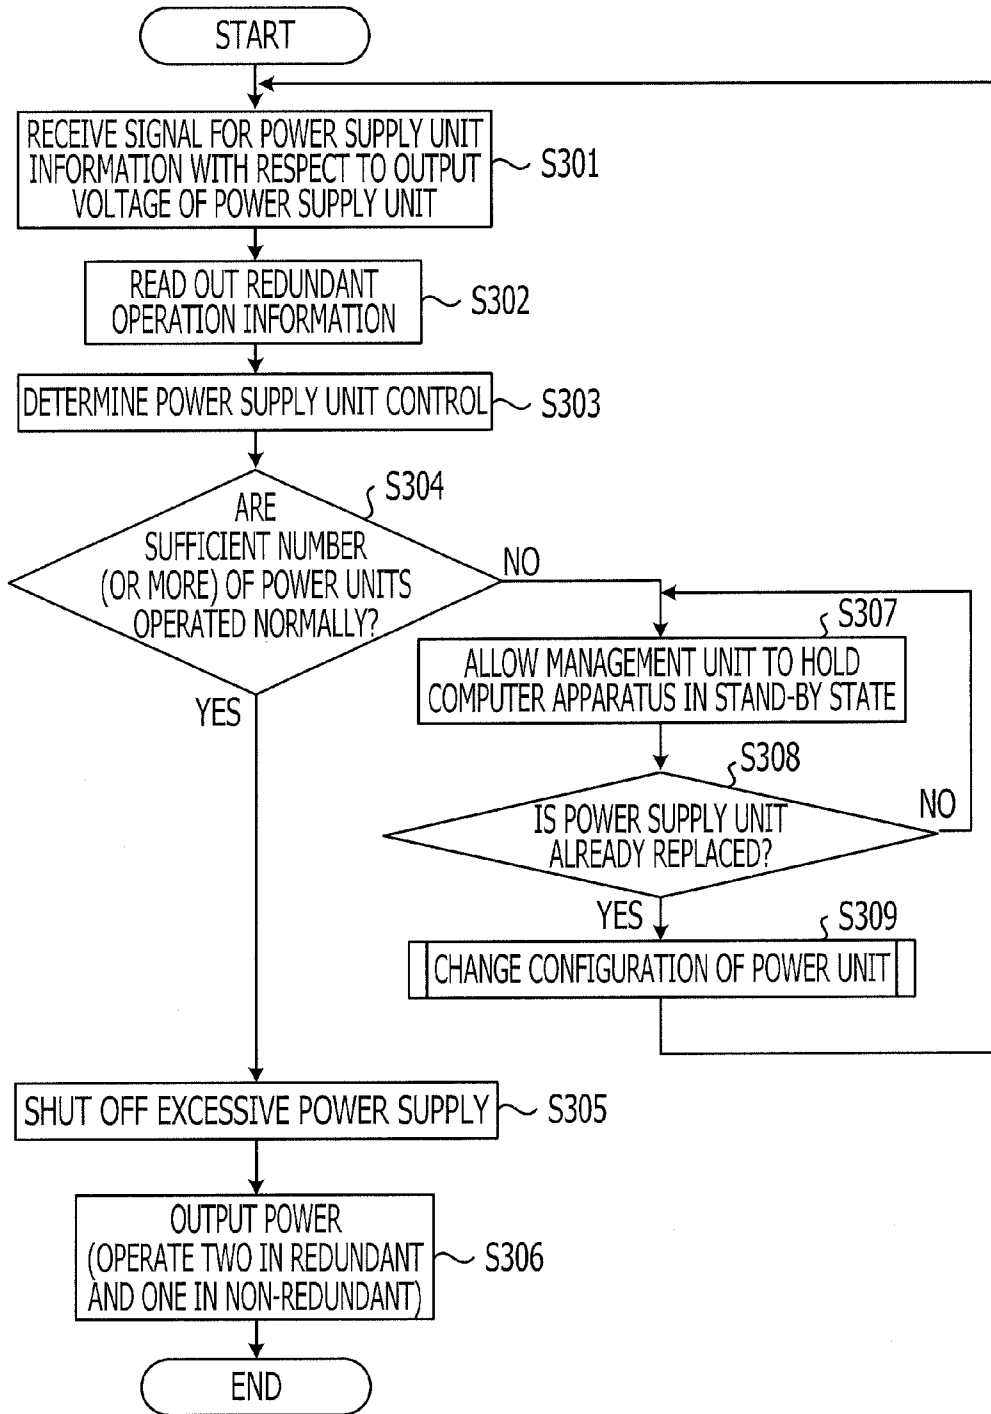 START
RECEIVE SIGNAL FOR POWER SUPPLY UNIT
INFORMATION WITH RESPECT TO OUTPUT
VOLTAGE OF POWER SUPPLY UNIT
S301
READ OUT REDUNDANT
OPERATION INFORMATION
S302
DETERMINE POWER SUPPLY UNIT CONTROL
S303
S304
ARE
SUFFICIENT NUMBER
(OR MORE) OF POWER UNITS
OPERATED NORMALLY?
NO
YES
S307
ALLOW MANAGEMENT UNIT TO HOLD
COMPUTER APPARATUS IN STAND-BY STATE
S308
IS POWER SUPPLY UNIT
ALREADY REPLACED?
NO
YES
S309
CHANGE CONFIGURATION OF POWER UNIT
SHUT OFF EXCESSIVE POWER SUPPLY
S305
OUTPUT POWER
(OPERATE TWO IN REDUNDANT
AND ONE IN NON-REDUNDANT)
S306
END